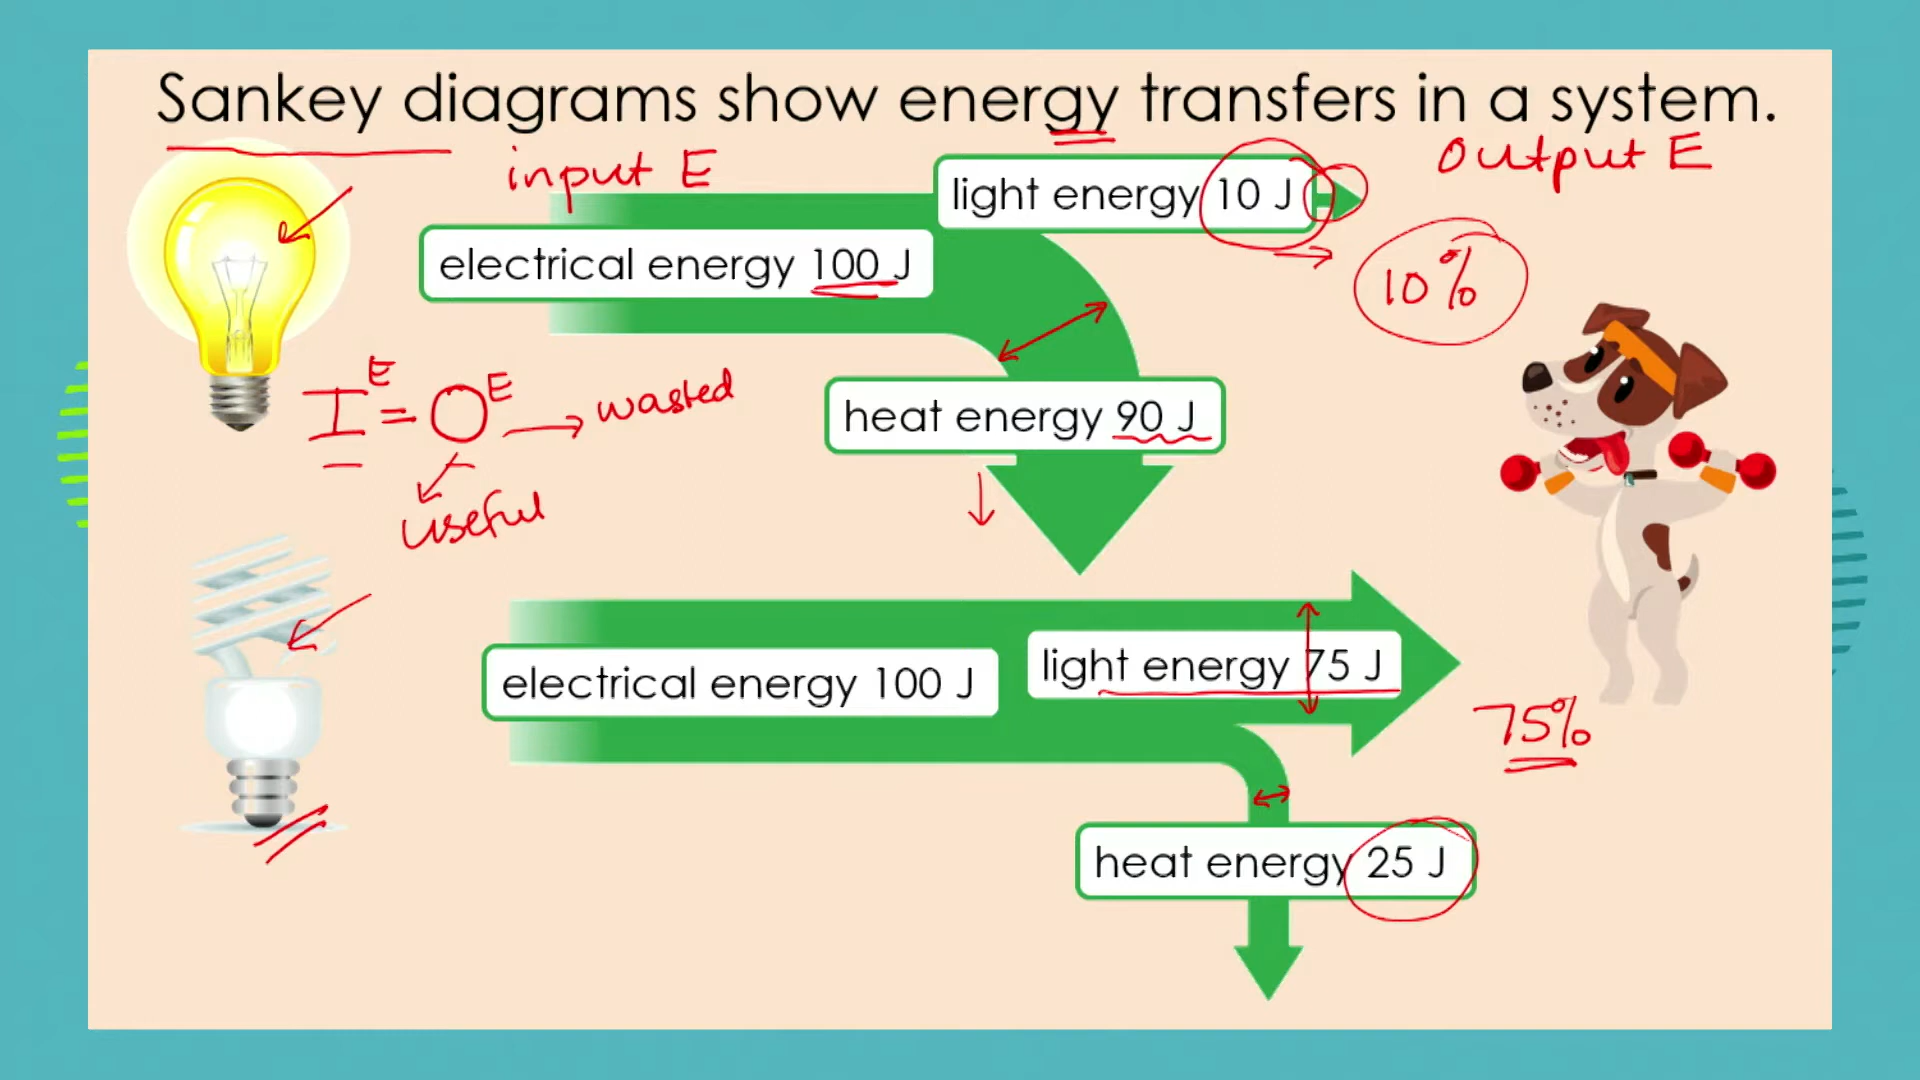 Sankey diagrams show energy transfers in a system.
input E
output E
light energy 10 J
electrical energy 100 J
10%
I E = O E → wasted
useful
heat energy 90 J
electrical energy 100 J
light energy 75 J
75%
heat energy 25 J